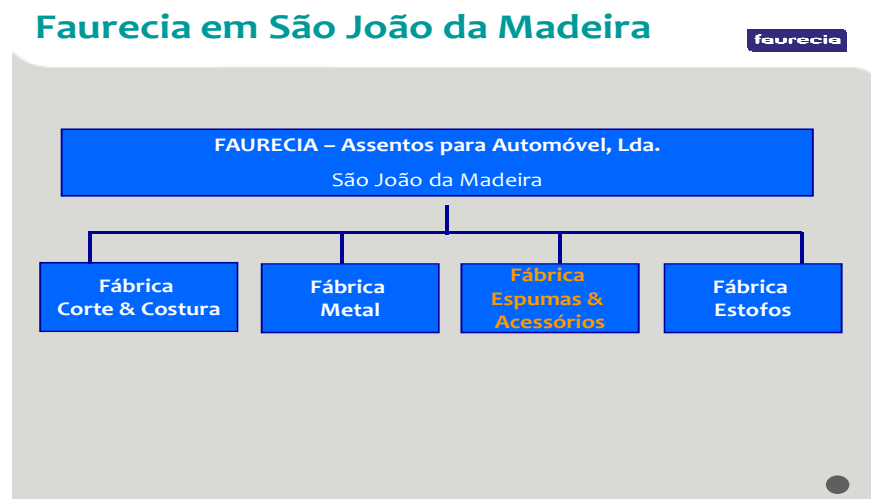 Faurecia em São João da Madeira
faurecia
FAURECIA – Assentos para Automóvel, Lda.
São João da Madeira
Fábrica
Corte & Costura
Fábrica
Metal
Fábrica
Espumas &
Acessórios
Fábrica
Estofos